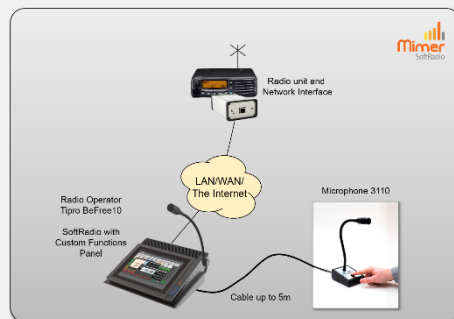 Mimer
SoftRadio
Radio unit and
Network Interface
LAN/WAN/
The Internet
Radio Operator
Tipro BeFree10
SoftRadio with
Custom Functions
Panel
Microphone 3110
Cable up to 5m